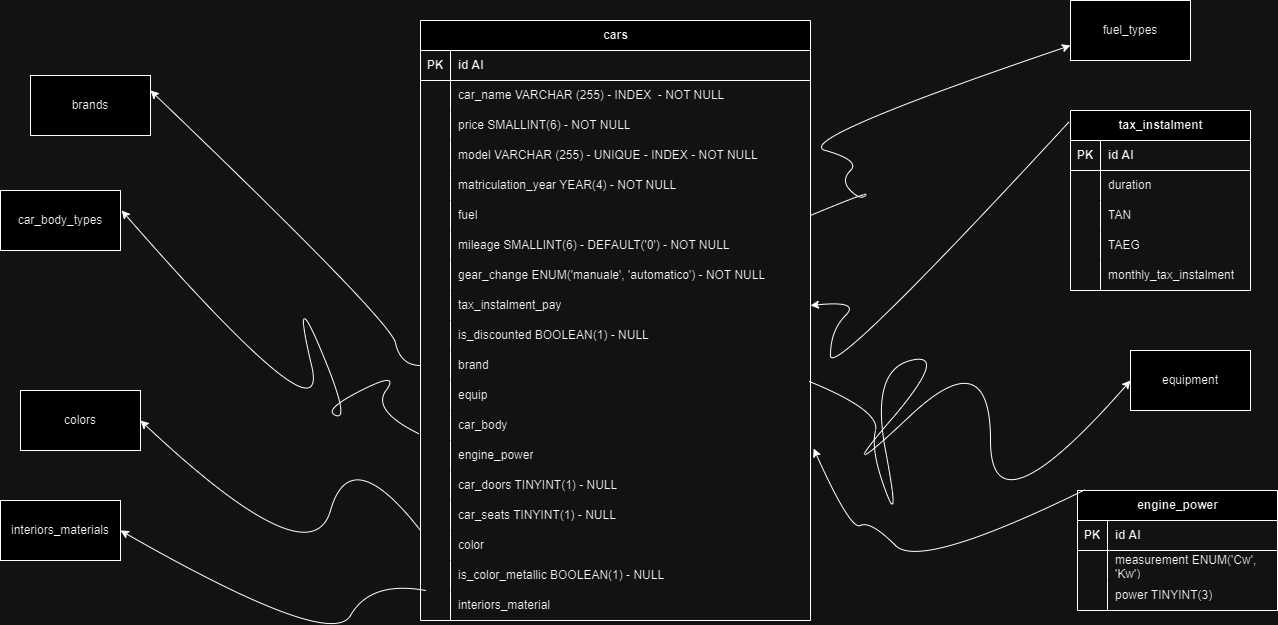 cars
PK id AI
car_name VARCHAR (255) - INDEX  - NOT NULL
price SMALLINT(6) - NOT NULL
model VARCHAR (255) - UNIQUE - INDEX - NOT NULL
matriculation_year YEAR(4) - NOT NULL
fuel
mileage SMALLINT(6) - DEFAULT('0') - NOT NULL
gear_change ENUM('manuale', 'automatico') - NOT NULL
tax_instalment_pay
is_discounted BOOLEAN(1) - NULL
brand
equip
car_body
engine_power
car_doors TINYINT(1) - NULL
car_seats TINYINT(1) - NULL
color
is_color_metallic BOOLEAN(1) - NULL
interiors_material
brands
car_body_types
colors
interiors_materials
fuel_types
tax_instalment
PK id AI
duration
TAN
TAEG
monthly_tax_instalment
equipment
engine_power
PK id AI
measurement ENUM('Cw',
'Kw')
power TINYINT(3)